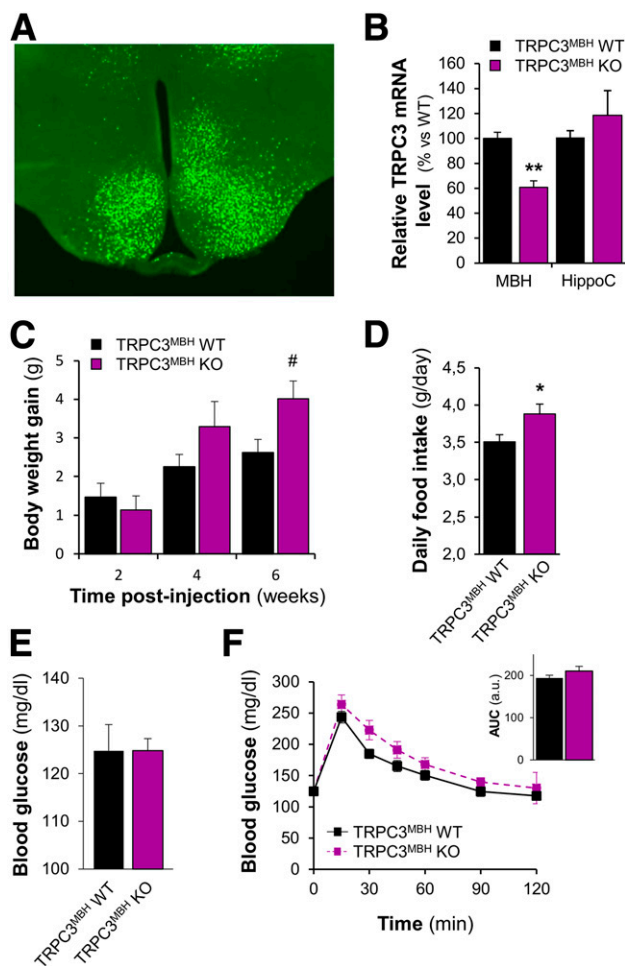 A
B
TRPC3MBH WT
TRPC3MBH KO
Relative TRPC3 mRNA
level (% vs WT)
160
140
120
100
80
60
40
20
0
**
MBH HippoC
C
TRPC3MBH WT
TRPC3MBH KO
Body weight gain (g)
5
4
3
2
1
0
#
2 4 6
Time post-injection (weeks)
D
Daily food intake (g/day)
4,5
4,0
3,5
3,0
2,5
2,0
*
TRPC3MBH WT
TRPC3MBH KO
E
Blood glucose (mg/dl)
140
130
120
110
100
TRPC3MBH WT
TRPC3MBH KO
F
Blood glucose (mg/dl)
300
250
200
150
100
50
0
TRPC3MBH WT
TRPC3MBH KO
0 30 60 90 120
Time (min)
AUC (a.u.)
200
100
0